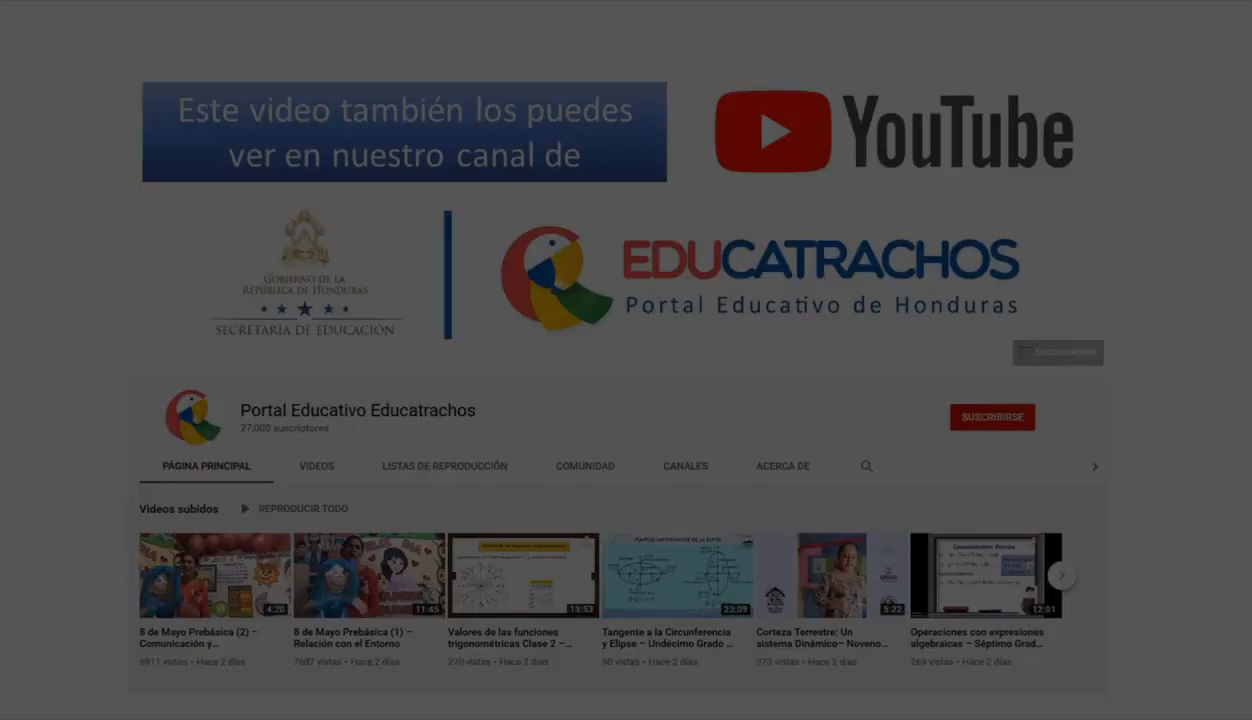 Este video también los puedes
ver en nuestro canal de
YouTube
GOBIERNO DE LA
REPÚBLICA DE HONDURAS
SECRETARÍA DE EDUCACIÓN
EDUCATRACHOS
Portal Educativo de Honduras
Portal Educativo Educatrachos
27,000 suscriptores
SUSCRIBIRSE
PÁGINA PRINCIPAL VIDEOS LISTAS DE REPRODUCCIÓN COMUNIDAD CANALES ACERCA DE
Videos subidos REPRODUCIR TODO
4:20 11:45 13:53 23:09 5:22 12:01
8 de Mayo Prebásica (2) –
Comunicación y...
6911 vistas • Hace 2 días
8 de Mayo Prebásica (1) –
Relación con el Entorno
7687 vistas • Hace 2 días
Valores de las funciones
trigonométricas Clase 2 –...
270 vistas • Hace 2 días
Tangente a la Circunferencia
y Elipse – Undécimo Grado ...
90 vistas • Hace 2 días
Corteza Terrestre: Un
sistema Dinámico– Noveno...
373 vistas • Hace 2 días
Operaciones con expresiones
algebraicas – Séptimo Grad...
269 vistas • Hace 2 días